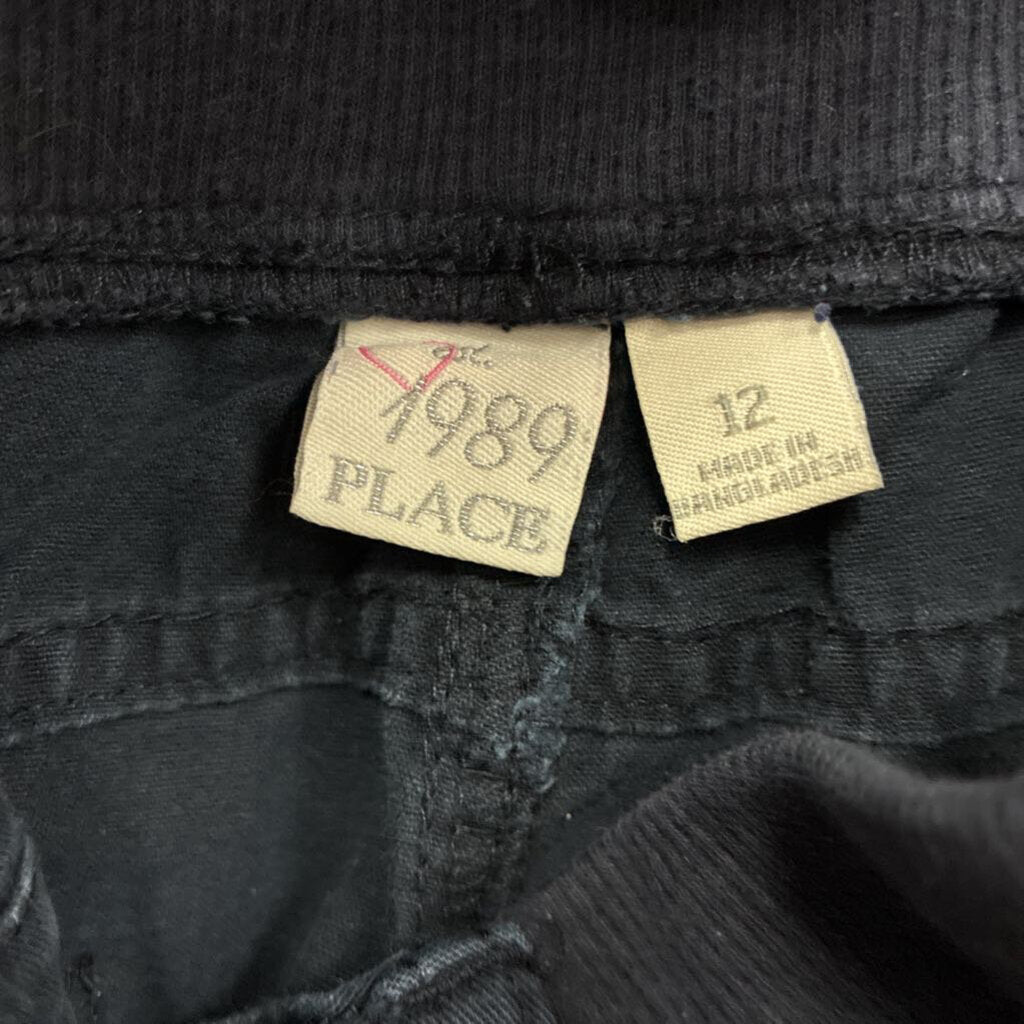 est.
1989
PLACE
12
MADE IN
BANGLADESH